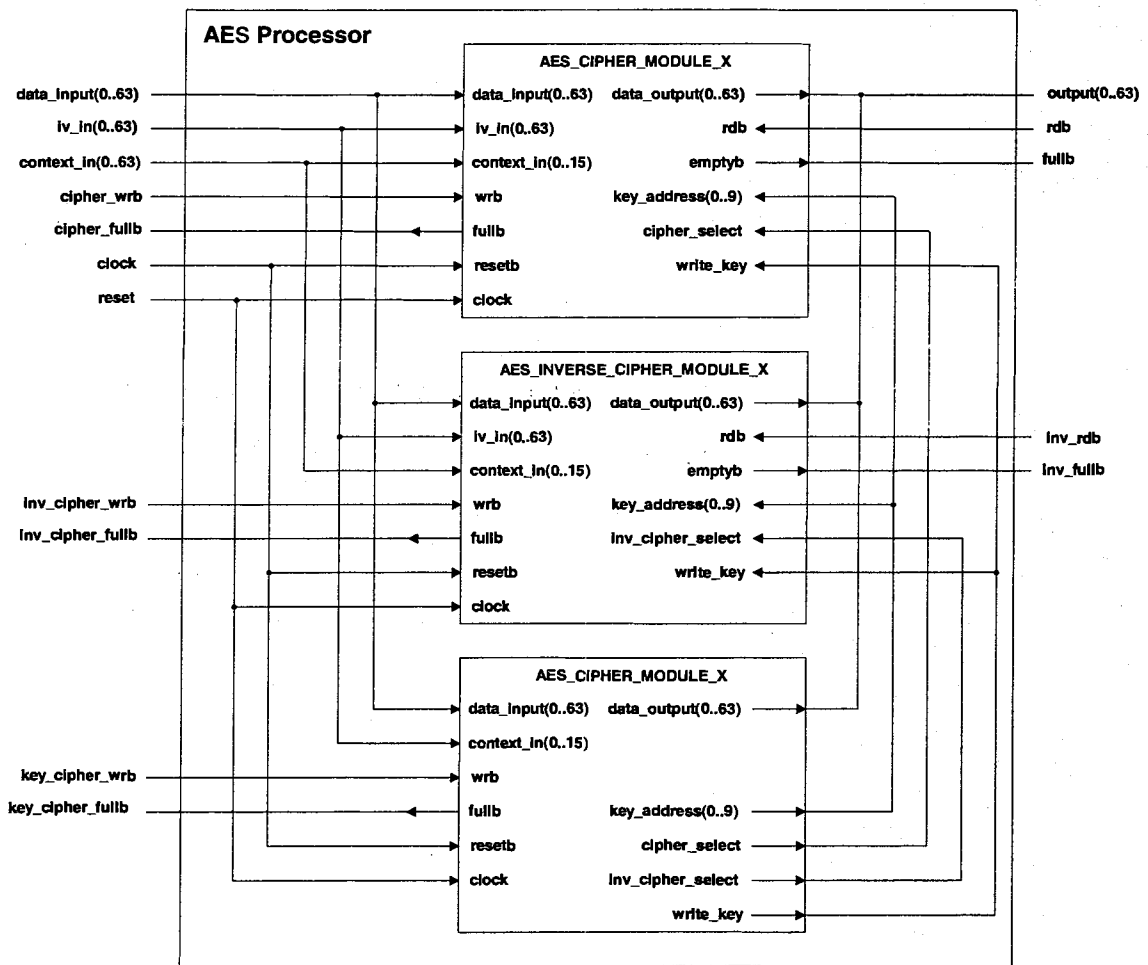 AES Processor
AES_CIPHER_MODULE_X
data_input(0..63) data_input(0..63) data_output(0..63) output(0..63)
iv_in(0..63) iv_in(0..63) rdb rdb
context_in(0..63) context_in(0..15) emptyb fullb
cipher_wrb wrb key_address(0..9)
cipher_fullb fullb cipher_select
clock resetb write_key
reset clock
AES_INVERSE_CIPHER_MODULE_X
data_input(0..63) data_output(0..63)
iv_in(0..63) rdb inv_rdb
context_in(0..15) emptyb inv_fullb
inv_cipher_wrb wrb key_address(0..9)
inv_cipher_fullb fullb inv_cipher_select
resetb write_key
clock
AES_CIPHER_MODULE_X
data_input(0..63) data_output(0..63)
context_in(0..15)
key_cipher_wrb wrb
key_cipher_fullb fullb key_address(0..9)
resetb cipher_select
clock inv_cipher_select
write_key